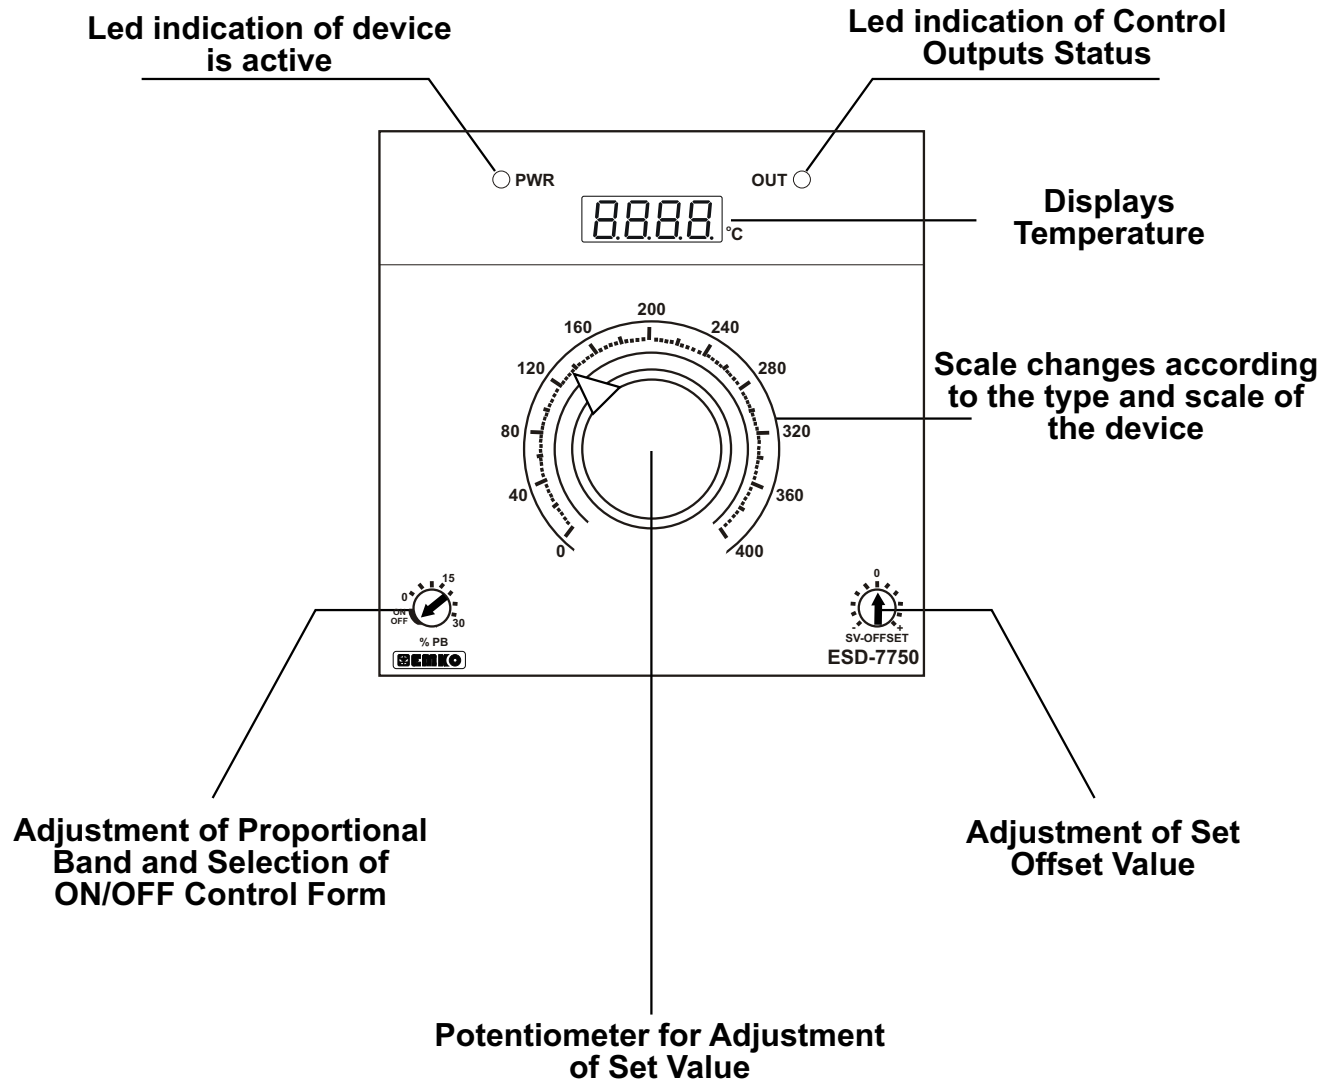 Led indication of device
is active
Led indication of Control
Outputs Status
PWR
OUT
8.8.8.8.
°C
Displays
Temperature
200
160
240
120
280
80
320
40
360
0
400
Scale changes according
to the type and scale of
the device
15
0
ON
OFF
30
% PB
EMKO
0
- +
SV-OFFSET
ESD-7750
Adjustment of Proportional
Band and Selection of
ON/OFF Control Form
Adjustment of Set
Offset Value
Potentiometer for Adjustment
of Set Value